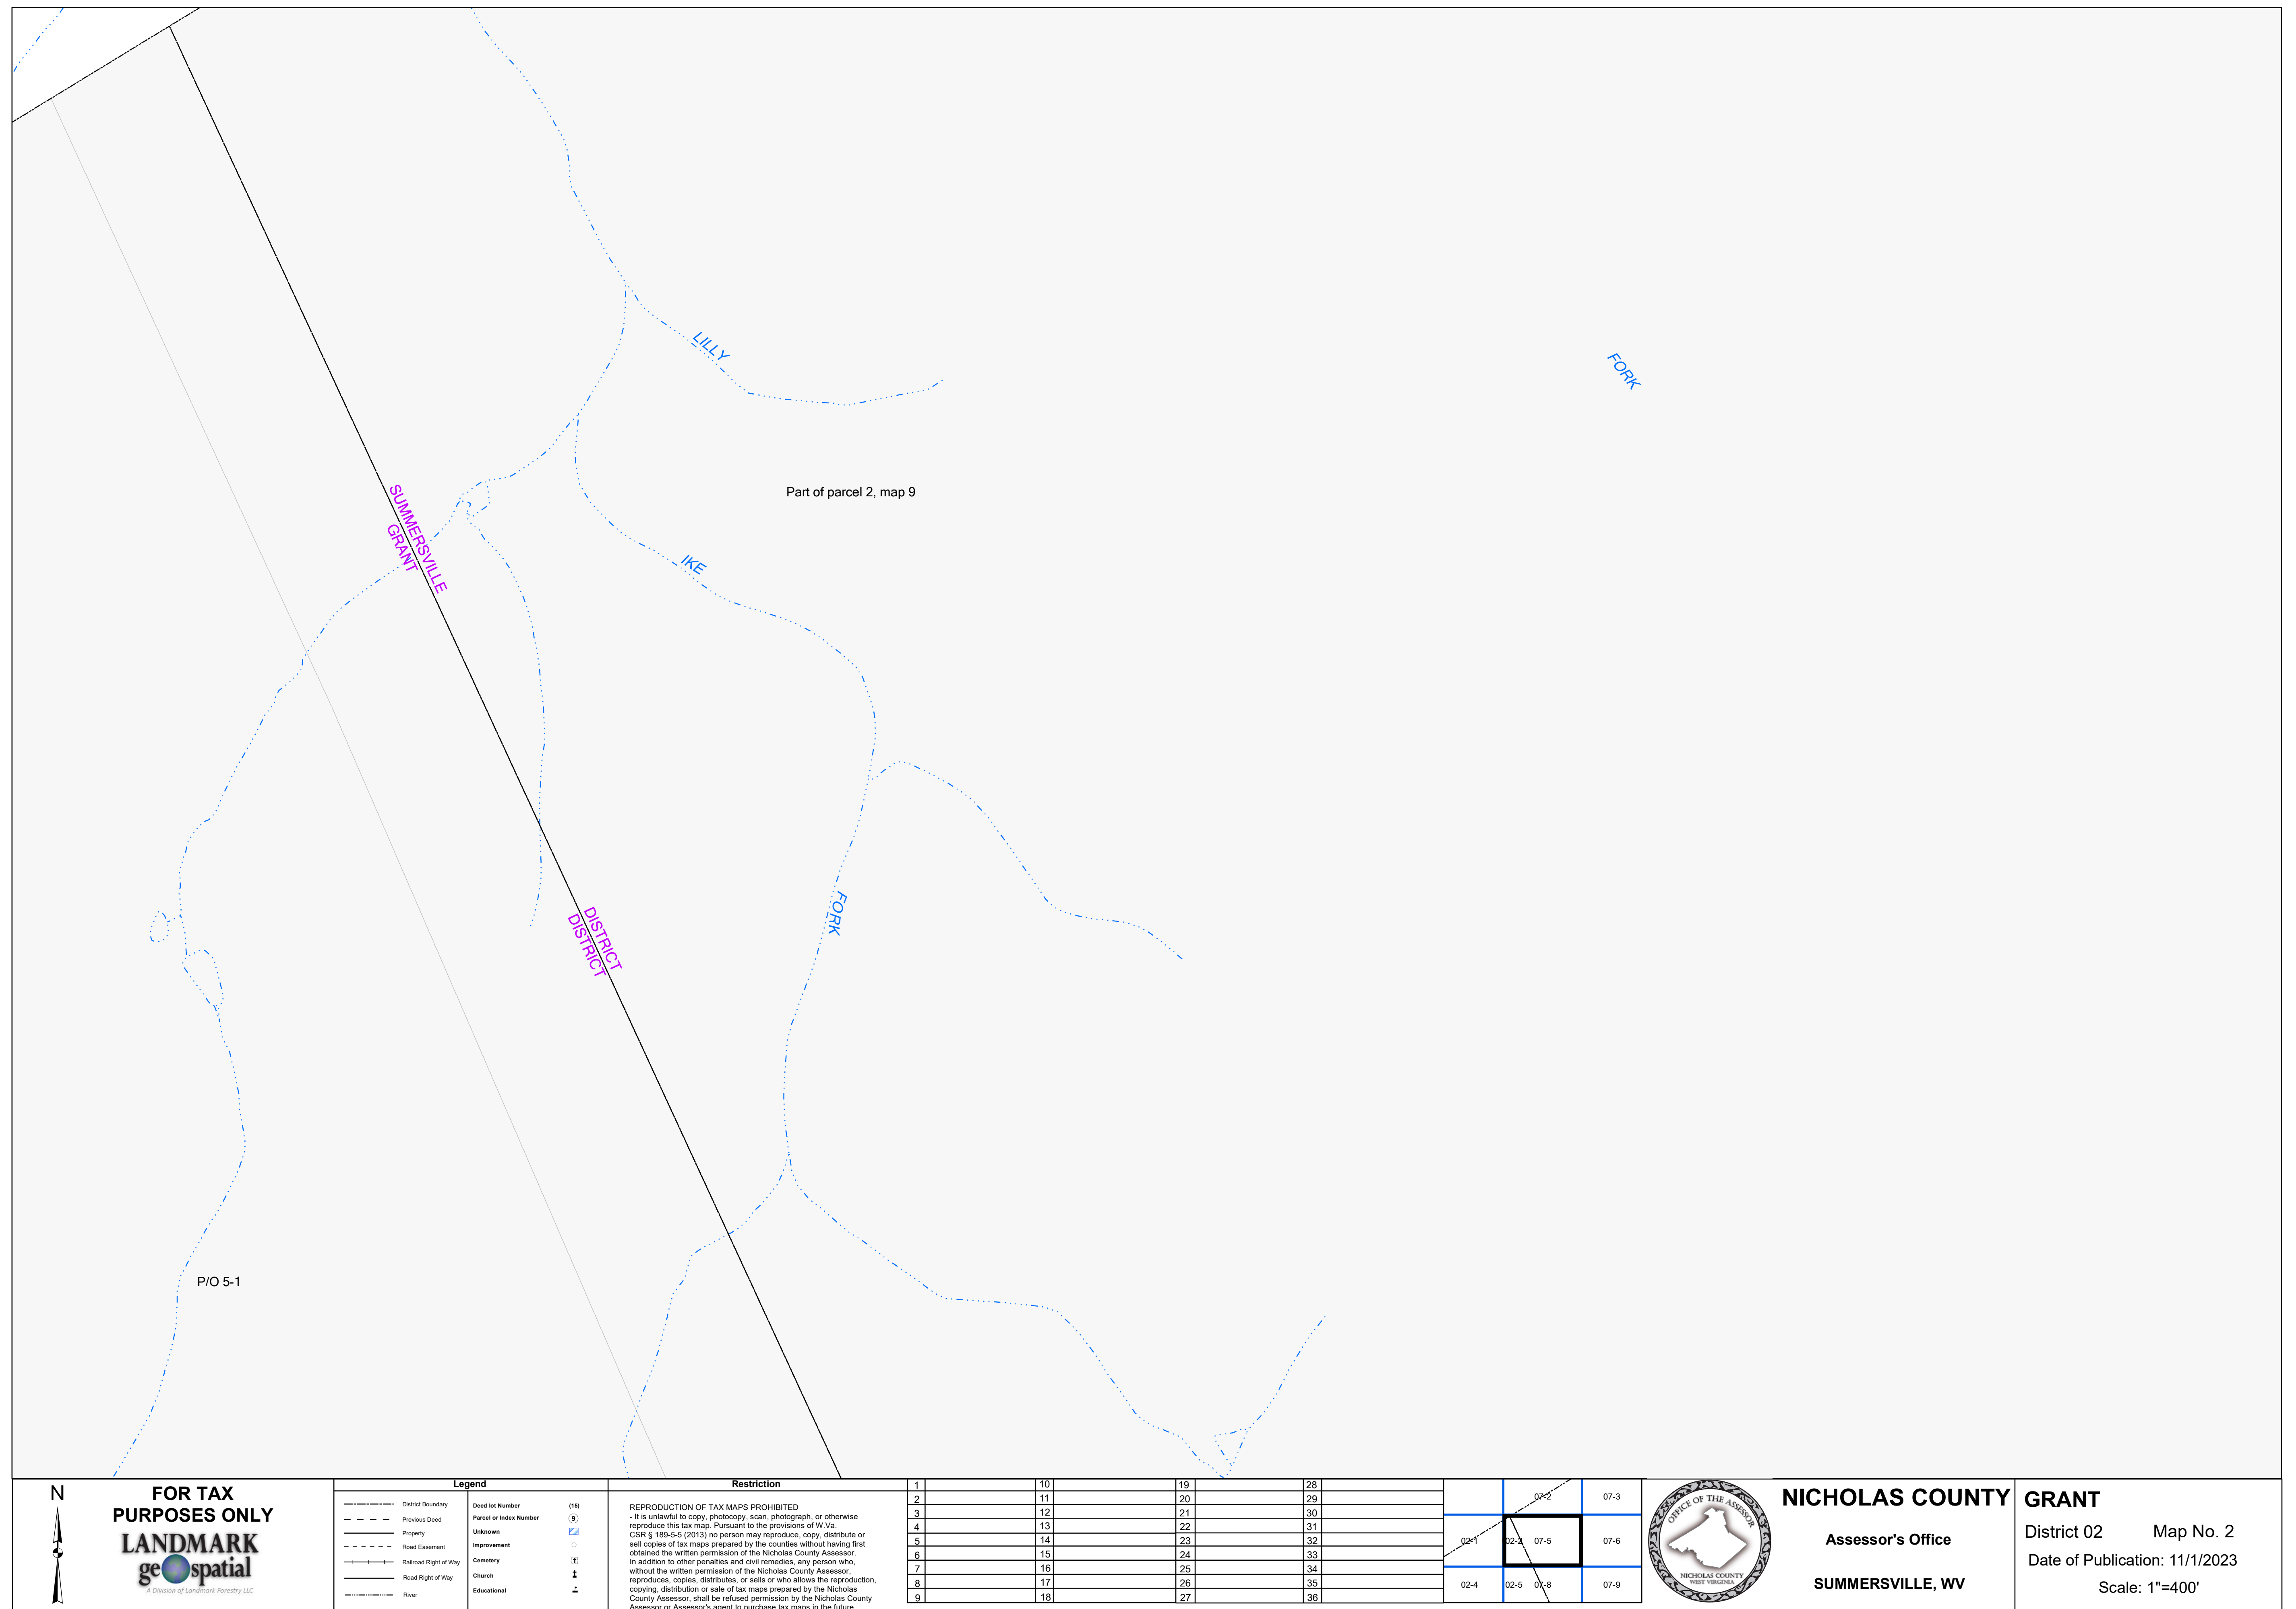 LILLY
FORK
Part of parcel 2, map 9
SUMMERSVILLE
GRANT
IKE
FORK
DISTRICT
DISTRICT
P/O 5-1
N
FOR TAX
PURPOSES ONLY
LANDMARK
geospatial
A Division of Landmark Forestry LLC
Legend
District Boundary
Previous Deed
Property
Road Easement
Railroad Right of Way
Road Right of Way
River
Deed lot Number (15)
Parcel or Index Number 9
Unknown
Improvement
Cemetery
Church
Educational
Restriction
REPRODUCTION OF TAX MAPS PROHIBITED
- It is unlawful to copy, photocopy, scan, photograph, or otherwise
reproduce this tax map. Pursuant to the provisions of W.Va.
CSR § 189-5-5 (2013) no person may reproduce, copy, distribute or
sell copies of tax maps prepared by the counties without having first
obtained the written permission of the Nicholas County Assessor.
In addition to other penalties and civil remedies, any person who,
without the written permission of the Nicholas County Assessor,
reproduces, copies, distributes, or sells or who allows the reproduction,
copying, distribution or sale of tax maps prepared by the Nicholas
County Assessor, shall be refused permission by the Nicholas County
Assessor or Assessor's agent to purchase tax maps in the future.
1 10 19 28
2 11 20 29
3 12 21 30
4 13 22 31
5 14 23 32
6 15 24 33
7 16 25 34
8 17 26 35
9 18 27 36
07-2 07-3
02-1 02-2 07-5 07-6
02-4 02-5 07-8 07-9
OFFICE OF THE ASSESSOR
NICHOLAS COUNTY
WEST VIRGINIA
NICHOLAS COUNTY
Assessor's Office
SUMMERSVILLE, WV
GRANT
District 02 Map No. 2
Date of Publication: 11/1/2023
Scale: 1"=400'